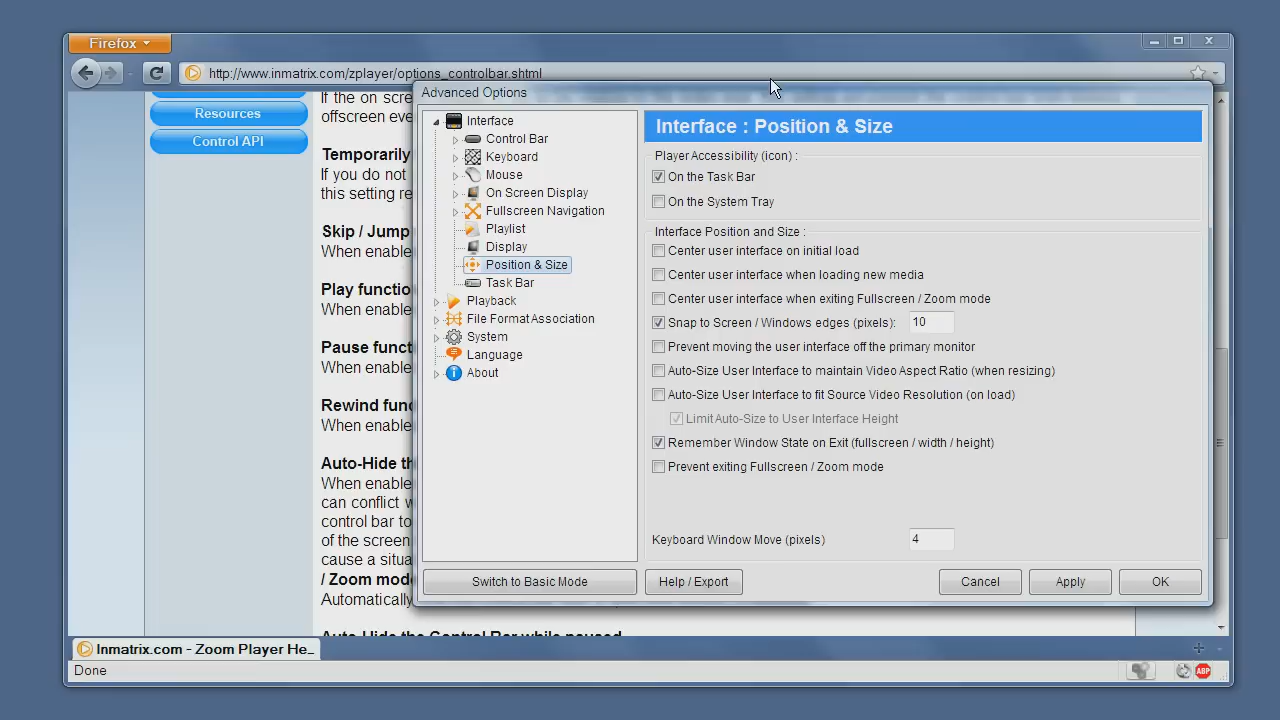 Firefox
http://www.inmatrix.com/zplayer/options_controlbar.shtml
Resources
Control API
If the on scre
offscreen eve
Temporarily
If you do not
this setting re
Skip / Jump
When enable
Play functio
When enable
Pause functi
When enable
Rewind func
When enable
Auto-Hide th
When enable
can conflict w
control bar to
of the screen
cause a situa
/ Zoom mode
Automatically
Auto-Hide the Control Bar while paused
Advanced Options
Interface
Control Bar
Keyboard
Mouse
On Screen Display
Fullscreen Navigation
Playlist
Display
Position & Size
Task Bar
Playback
File Format Association
System
Language
About
Interface : Position & Size
Player Accessibility (icon) :
On the Task Bar
On the System Tray
Interface Position and Size :
Center user interface on initial load
Center user interface when loading new media
Center user interface when exiting Fullscreen / Zoom mode
Snap to Screen / Windows edges (pixels): 10
Prevent moving the user interface off the primary monitor
Auto-Size User Interface to maintain Video Aspect Ratio (when resizing)
Auto-Size User Interface to fit Source Video Resolution (on load)
Limit Auto-Size to User Interface Height
Remember Window State on Exit (fullscreen / width / height)
Prevent exiting Fullscreen / Zoom mode
Keyboard Window Move (pixels) 4
Switch to Basic Mode
Help / Export
Cancel
Apply
OK
Inmatrix.com - Zoom Player He...
Done
ABP